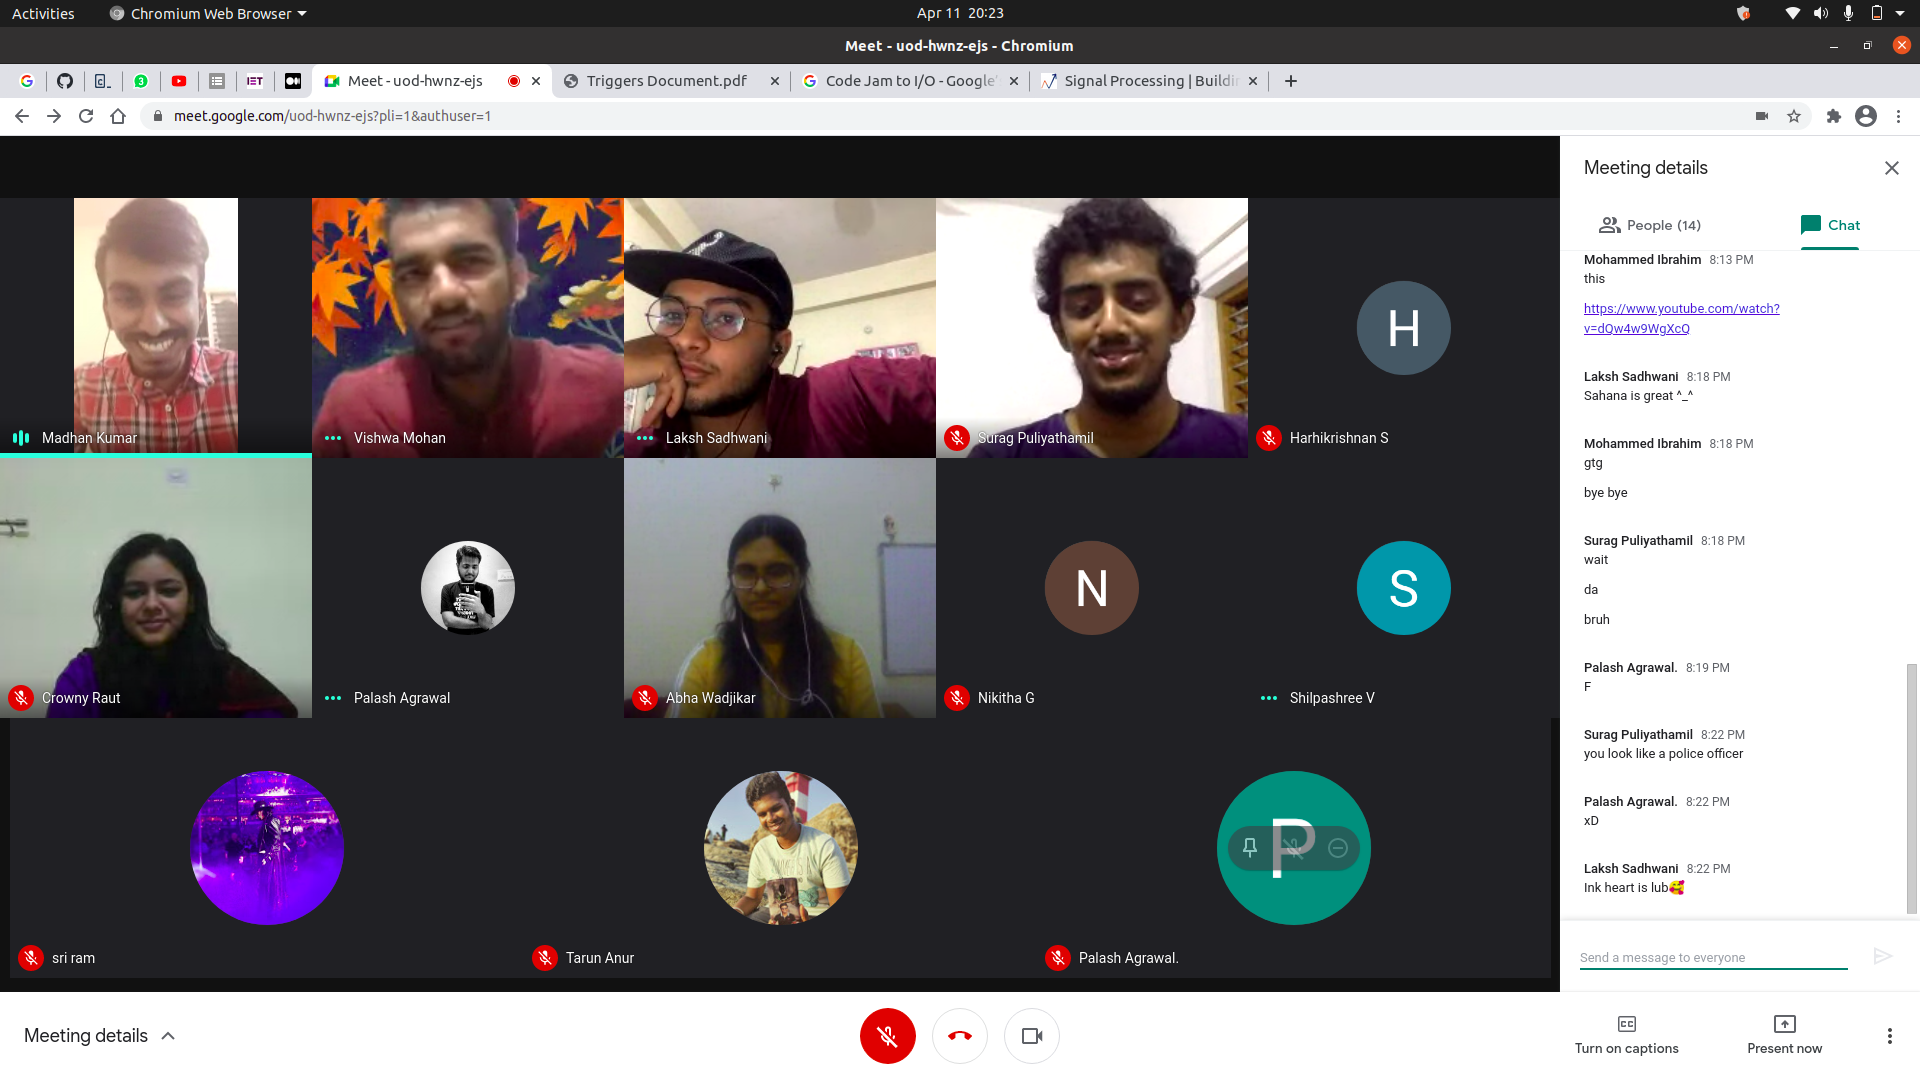 Activities
Chromium Web Browser
Apr 11 20:23
Meet - uod-hwnz-ejs - Chromium
3
IET
Meet - uod-hwnz-ejs
Triggers Document.pdf
Code Jam to I/O - Google'
Signal Processing | Buildin
meet.google.com/uod-hwnz-ejs?pli=1&authuser=1
Madhan Kumar
Vishwa Mohan
Laksh Sadhwani
Surag Puliyathamil
H
Harhikrishnan S
Crowny Raut
Palash Agrawal
Abha Wadjikar
N
Nikitha G
S
Shilpashree V
sri ram
Tarun Anur
P
Palash Agrawal.
Meeting details
People (14)
Chat
Mohammed Ibrahim 8:13 PM
this
https://www.youtube.com/watch?
v=dQw4w9WgXcQ
Laksh Sadhwani 8:18 PM
Sahana is great ^_^
Mohammed Ibrahim 8:18 PM
gtg
bye bye
Surag Puliyathamil 8:18 PM
wait
da
bruh
Palash Agrawal. 8:19 PM
F
Surag Puliyathamil 8:22 PM
you look like a police officer
Palash Agrawal. 8:22 PM
xD
Laksh Sadhwani 8:22 PM
Ink heart is lub🥰
Send a message to everyone
Meeting details
Turn on captions
Present now